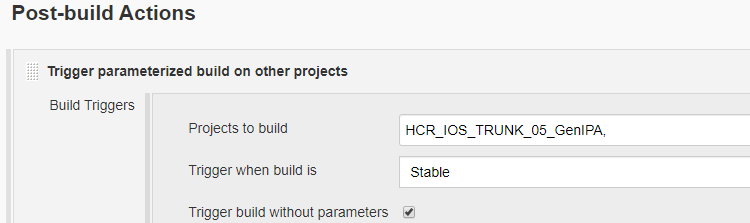 Post-build Actions
Trigger parameterized build on other projects
Build Triggers
Projects to build
HCR_IOS_TRUNK_05_GenIPA,
Trigger when build is
Stable
Trigger build without parameters